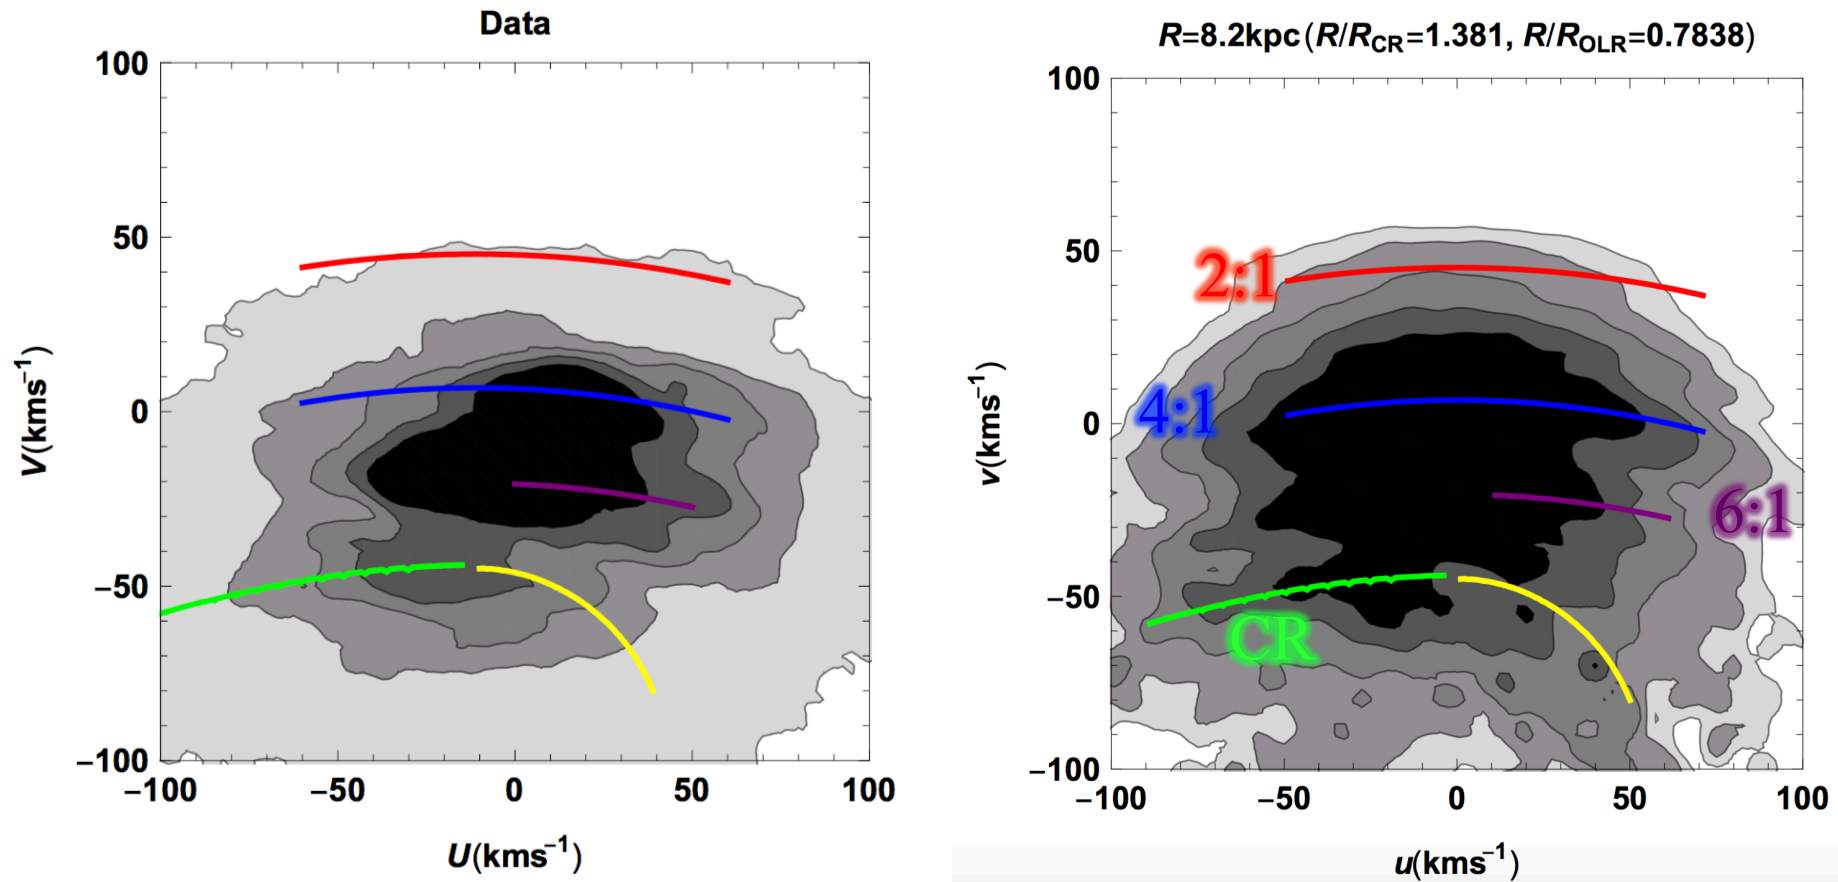 Data
100
50
0
−50
−100
V(kms−1)
−100 −50 0 50 100
U(kms−1)
R=8.2kpc(R/RCR=1.381, R/ROLR=0.7838)
100
50
0
−50
−100
v(kms−1)
2:1
4:1
6:1
CR
−100 −50 0 50 100
u(kms−1)